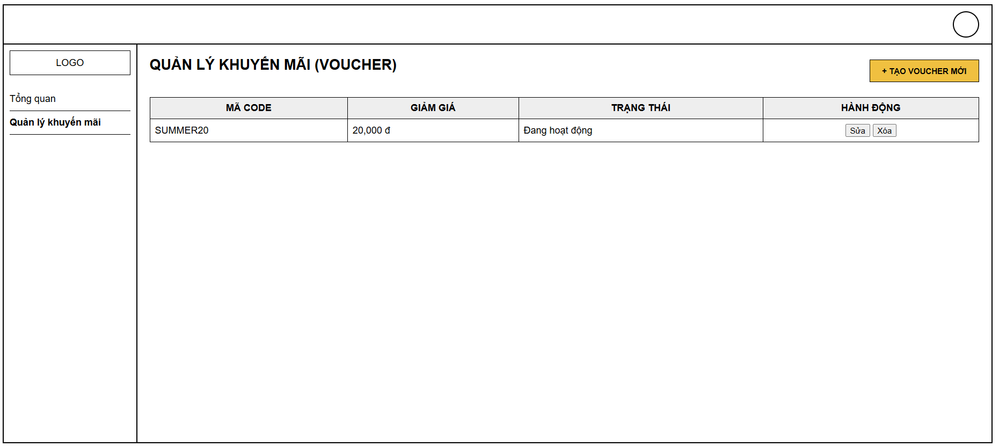 LOGO
Tổng quan
Quản lý khuyến mãi
QUẢN LÝ KHUYẾN MÃI (VOUCHER)
+ TẠO VOUCHER MỚI
MÃ CODE GIẢM GIÁ TRẠNG THÁI HÀNH ĐỘNG
SUMMER20 20,000 đ Đang hoạt động Sửa Xóa